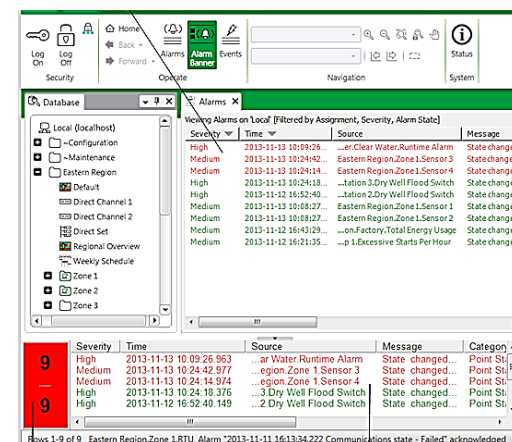 Home
Back
Forward
Log On
Log Off
Alarms
Alarm Banner
Events
Status
Security
Operate
Navigation
System
Database
Alarms
Viewing Alarms on 'Local' [Filtered by Assignment, Severity, Alarm State]
Severity Time Source Message
High 2013-11-13 10:09:26... ...er.Clear Water.Runtime Alarm State change
Medium 2013-11-13 10:24:42... Eastern Region.Zone 1.Sensor 3 State change
Medium 2013-11-13 10:24:14... Eastern Region.Zone 1.Sensor 4 State change
High 2013-11-13 10:24:18... ...tation 3.Dry Well Flood Switch State change
High 2013-11-12 16:52:40... ...tation 2.Dry Well Flood Switch State change
Medium 2013-11-13 10:08:27... Eastern Region.Zone 1.Sensor 1 State change
Medium 2013-11-13 10:08:27... Eastern Region.Zone 1.Sensor 2 State change
Medium 2013-11-12 16:43:29... ...on.Factory.Total Energy Usage State change
Medium 2013-11-12 16:21:35... ...p 1.Excessive Starts Per Hour State change
Local (localhost)
~Configuration
~Maintenance
Eastern Region
Default
Direct Channel 1
Direct Channel 2
Direct Set
Regional Overview
Weekly Schedule
Zone 1
Zone 2
Zone 3
9
9
Severity Time Source Message Category
High 2013-11-13 10:09:26.963 ...ar Water.Runtime Alarm State changed... Point St
Medium 2013-11-13 10:24:42.977 ...egion.Zone 1.Sensor 3 State changed... Point St
Medium 2013-11-13 10:24:14.974 ...egion.Zone 1.Sensor 4 State changed... Point St
High 2013-11-13 10:24:18.376 ...3.Dry Well Flood Switch State changed... Point St
High 2013-11-12 16:52:40.149 ...2.Dry Well Flood Switch State changed... Point St
Rows 1-9 of 9 Eastern Region.Zone 1.RTU, Alarm "2013-11-11 16:13:34.222 Communications state - Failed" acknowledged